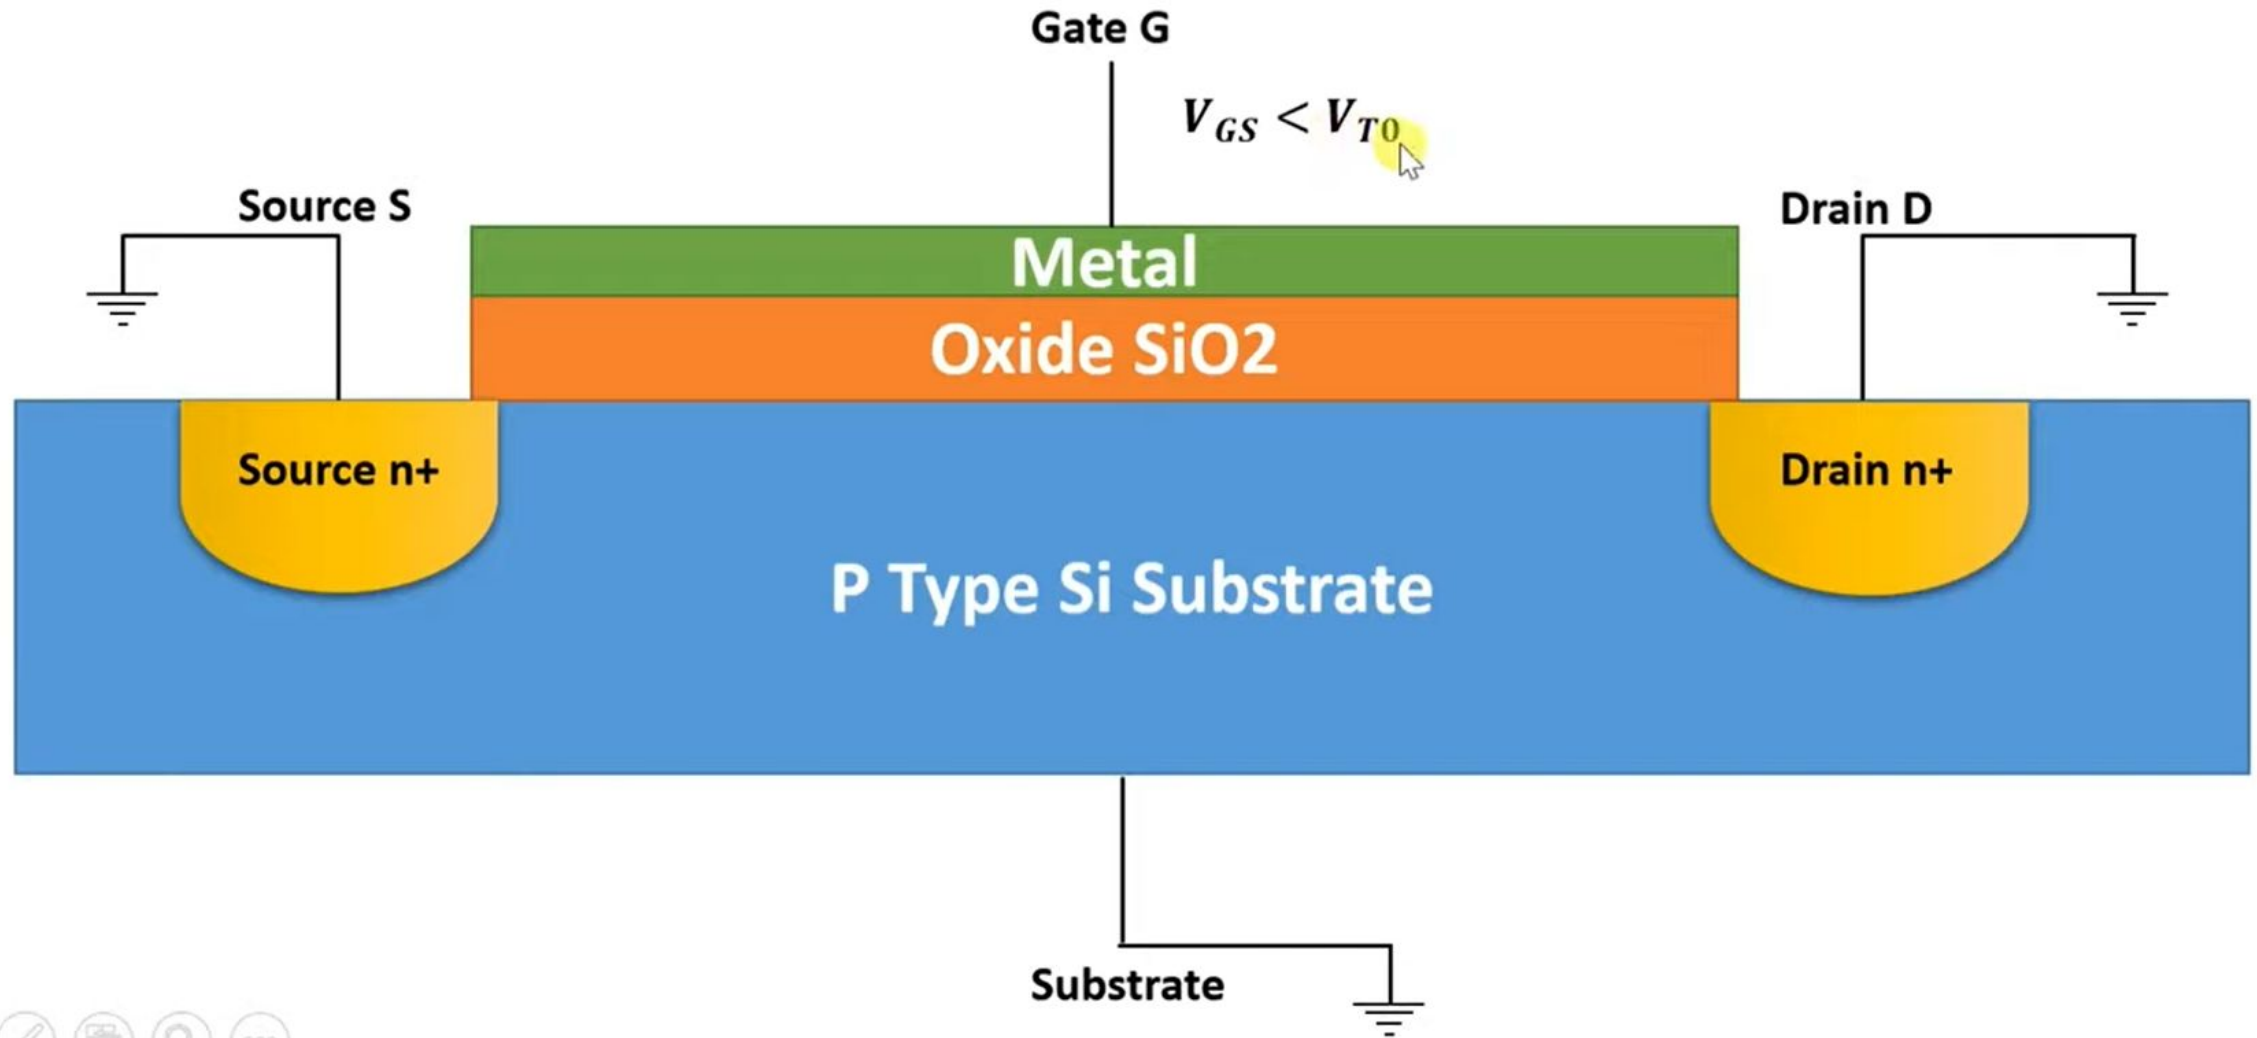 Gate G
V_GS < V_T0
Source S
Drain D
Metal
Oxide SiO2
Source n+
Drain n+
P Type Si Substrate
Substrate